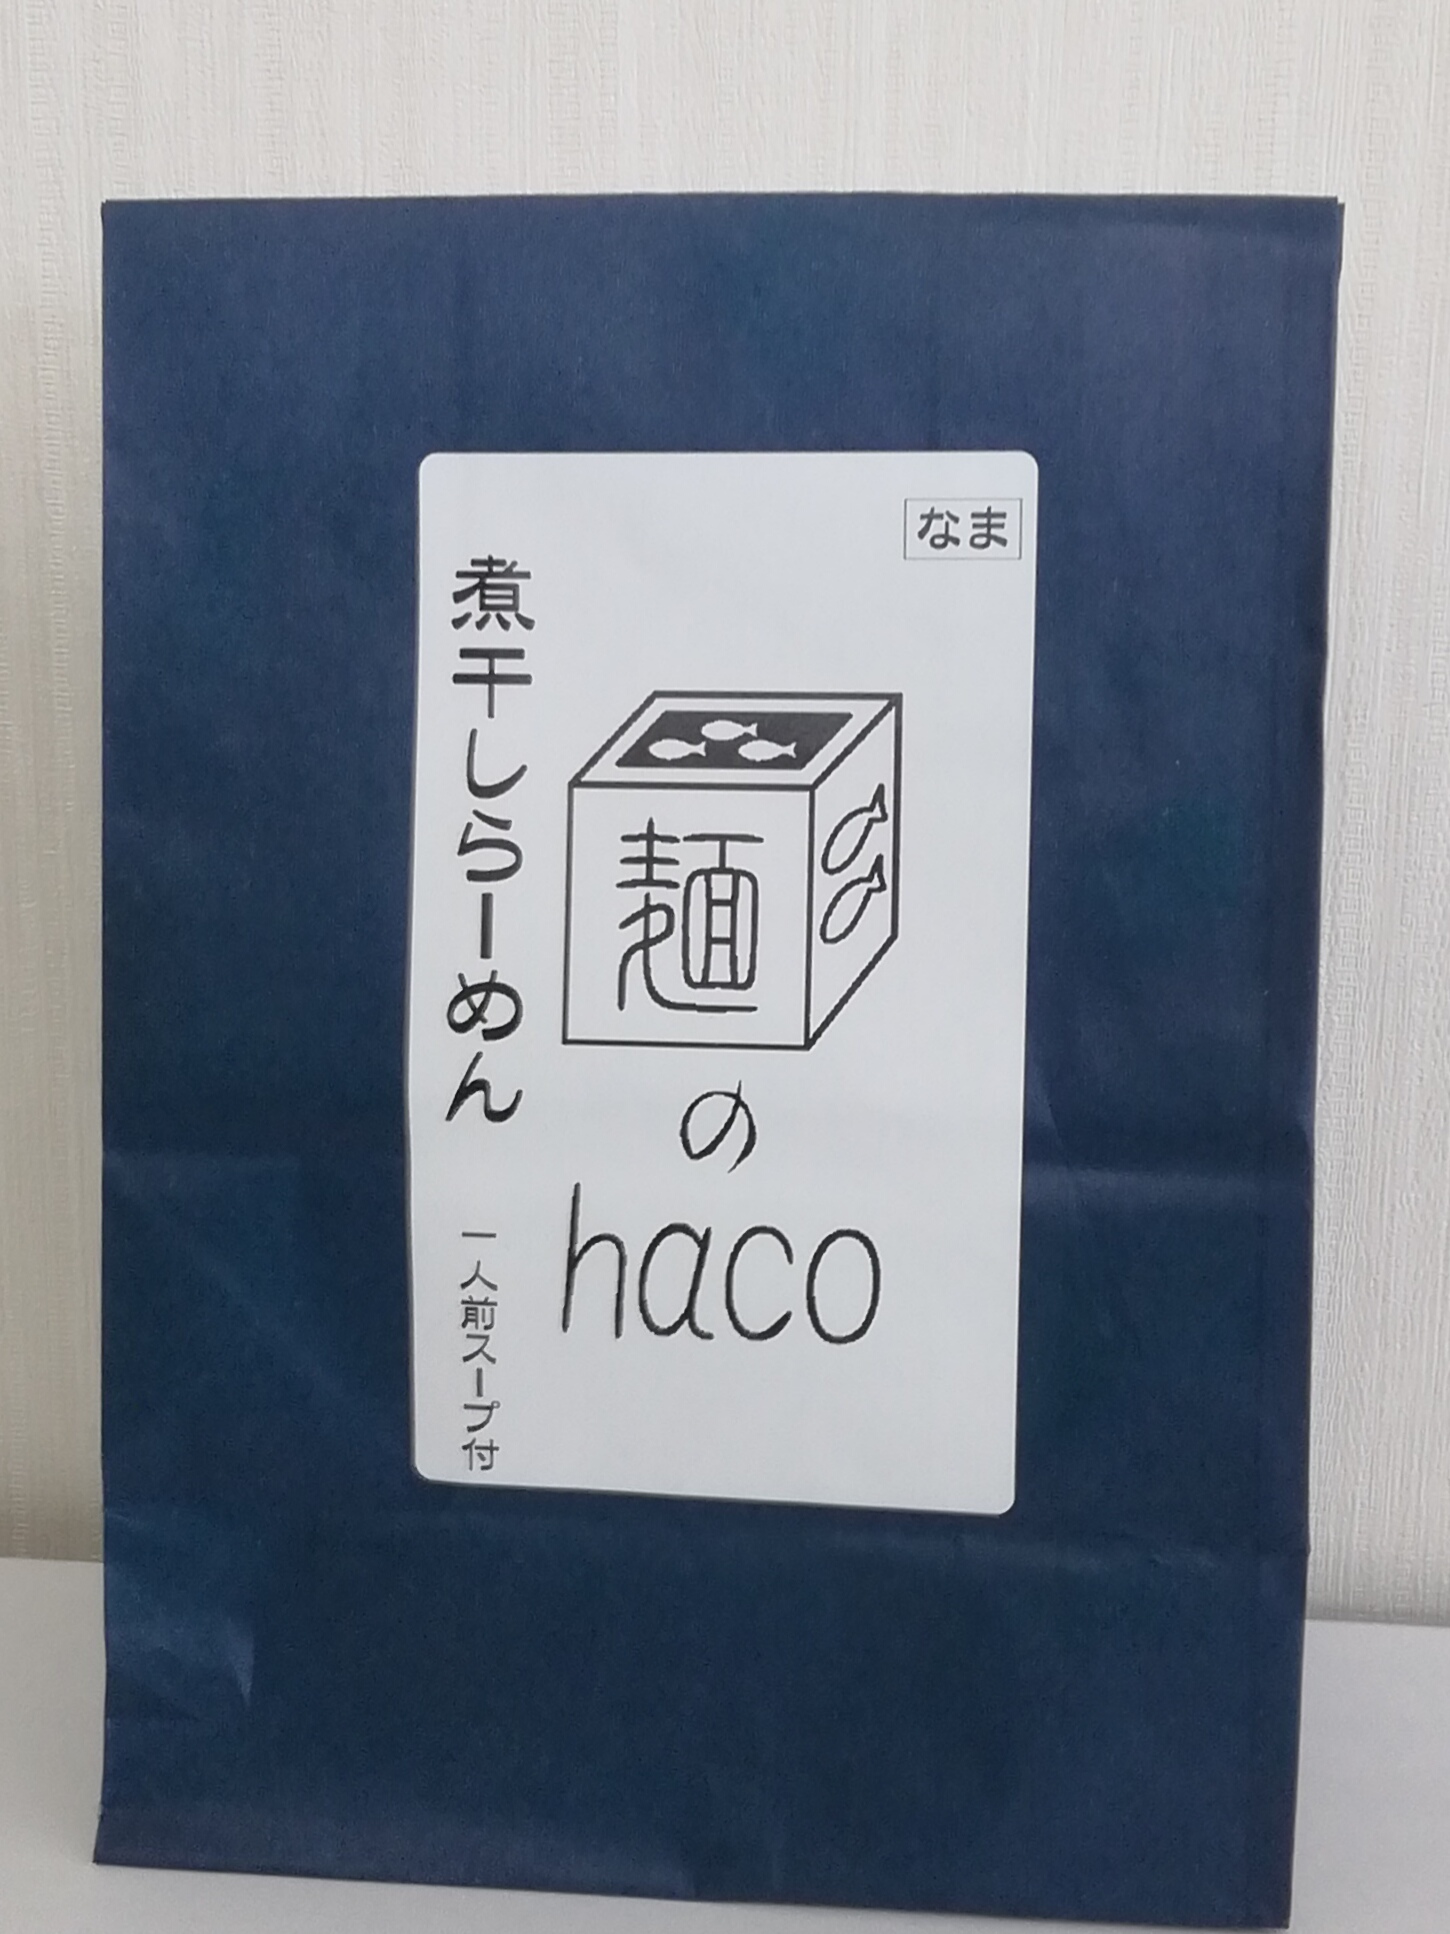 なま
麺
の
haco
煮干しらーめん
一人前スープ付